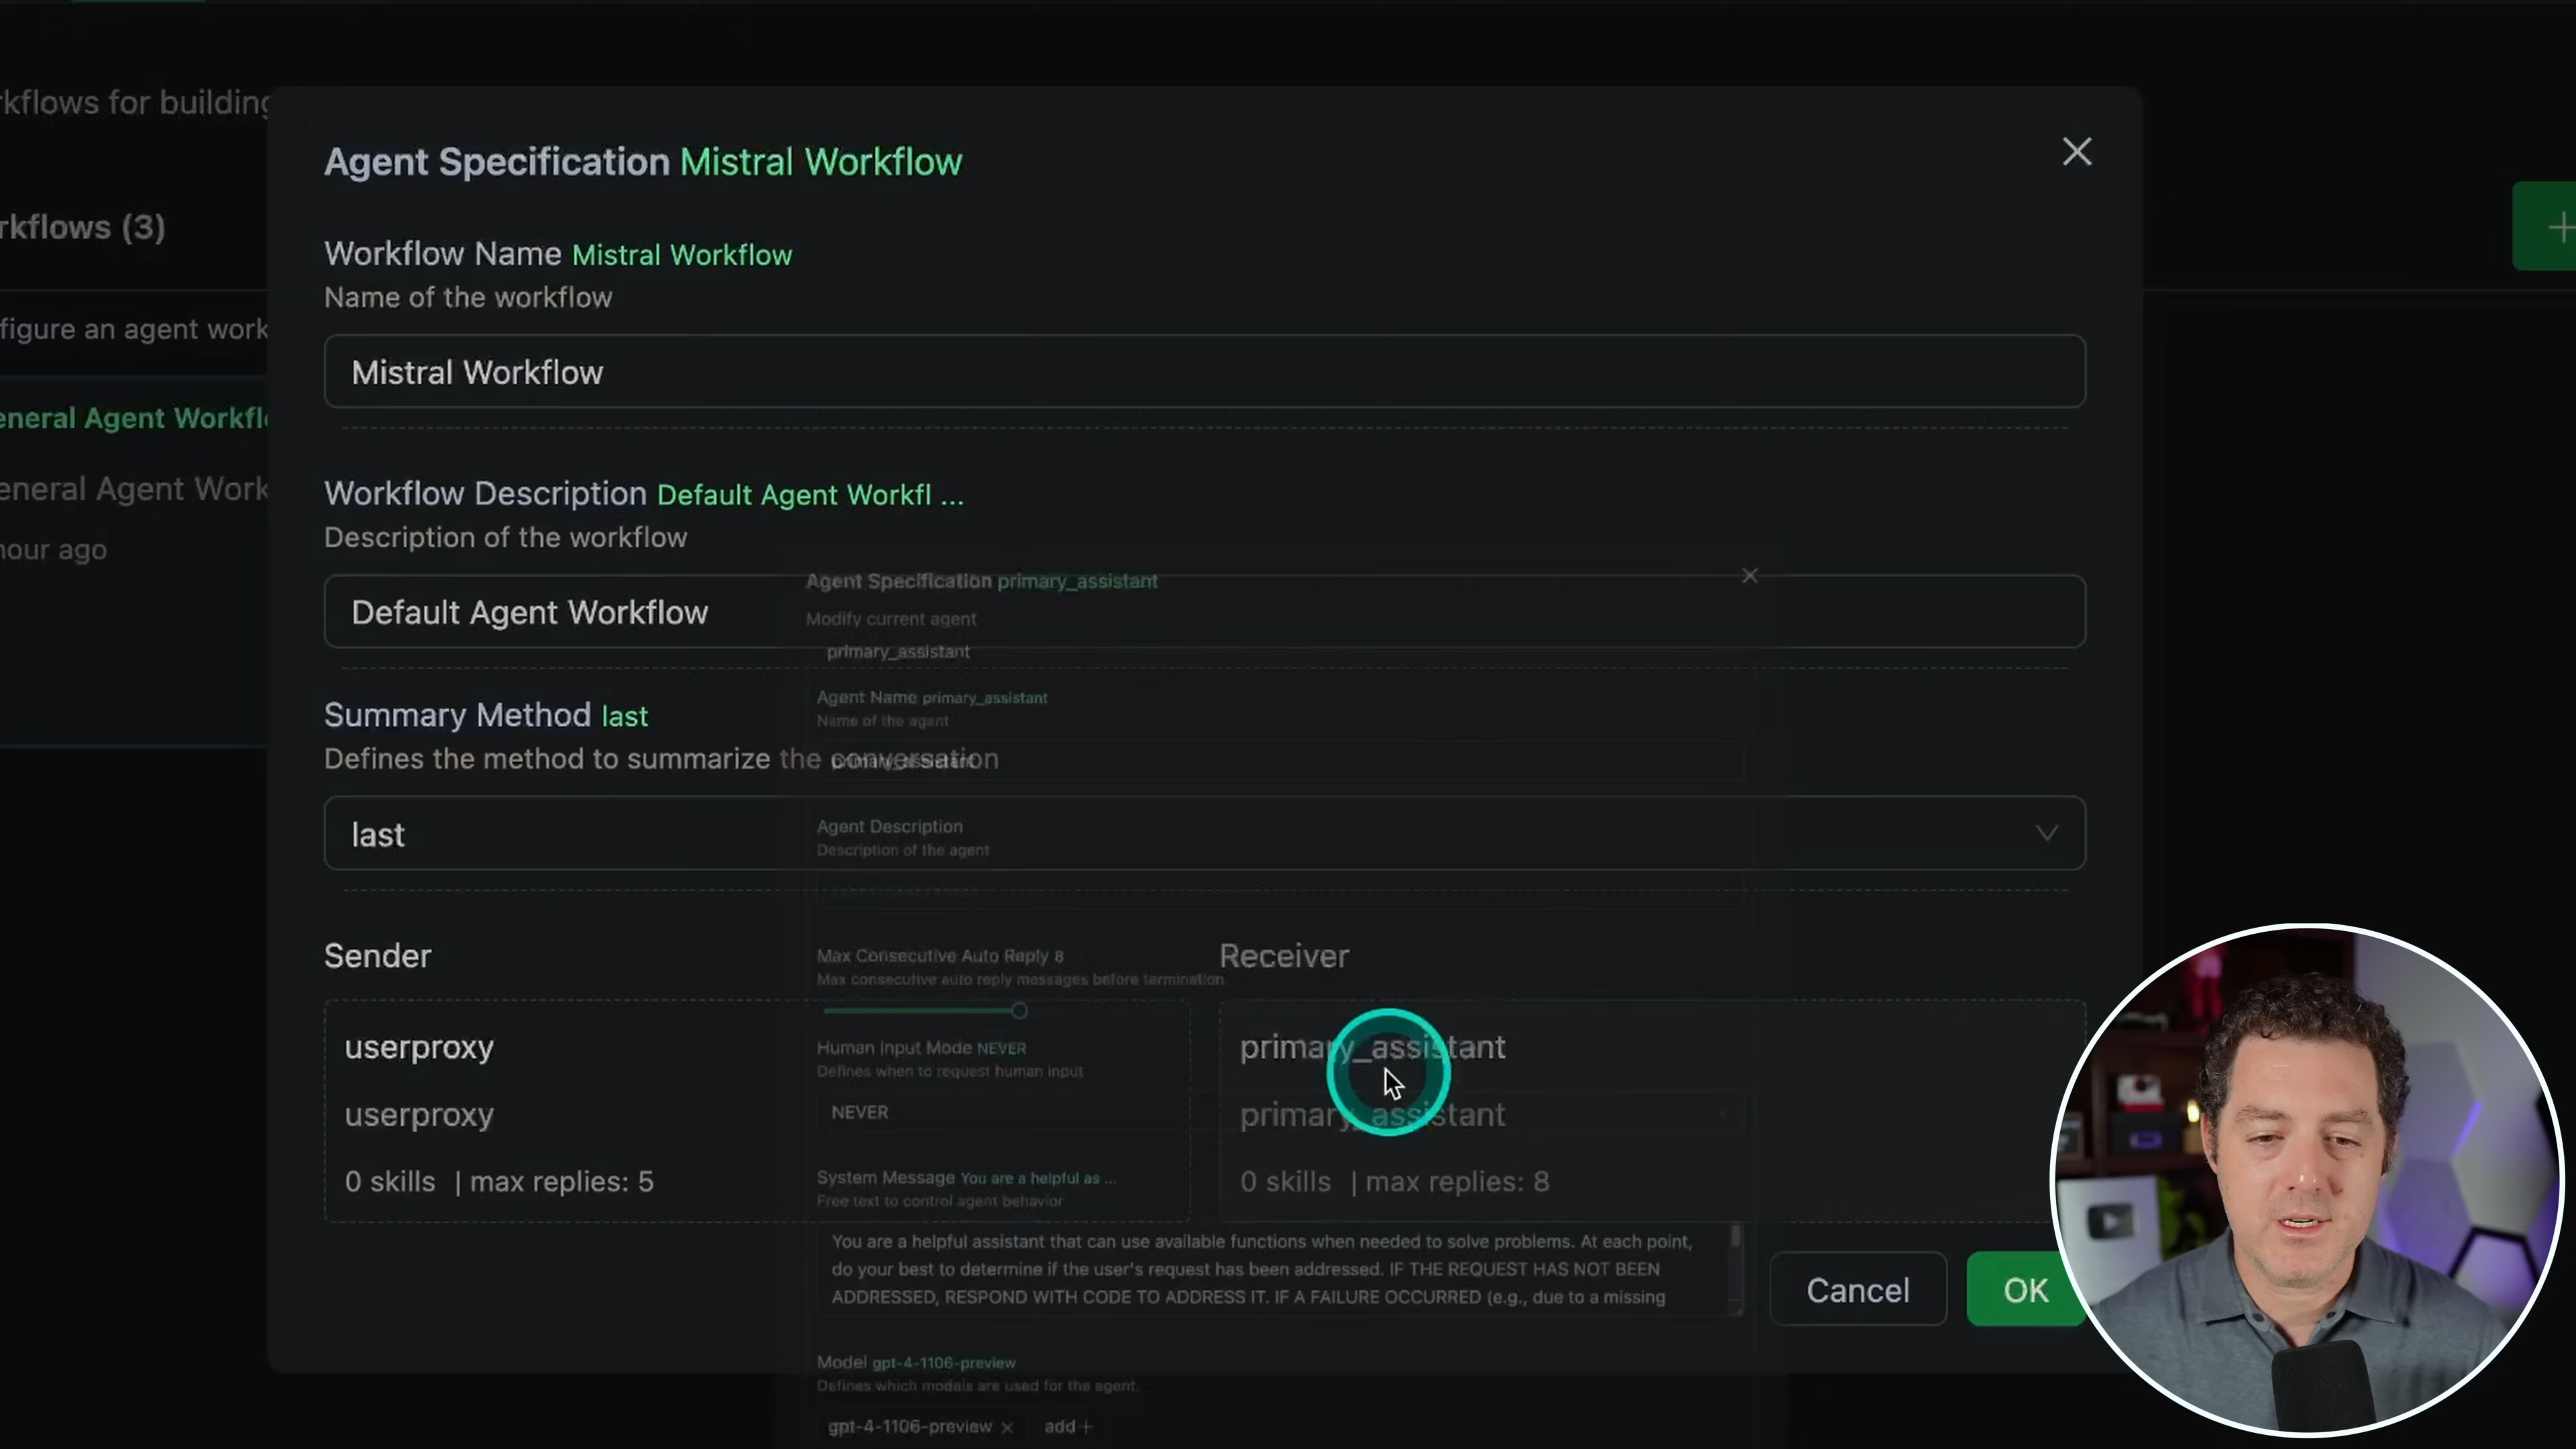 rkflows for building
rkflows (3)
figure an agent work
eneral Agent Workfl
eneral Agent Work
hour ago
Agent Specification Mistral Workflow
Workflow Name Mistral Workflow
Name of the workflow
Mistral Workflow
Workflow Description Default Agent Workfl ...
Description of the workflow
Default Agent Workflow
Summary Method last
Defines the method to summarize the conversation
last
Sender
userproxy
userproxy
0 skills | max replies: 5
Receiver
primary_assistant
primary_assistant
0 skills | max replies: 8
Cancel
OK
Agent Specification primary_assistant
Modify current agent
primary_assistant
Agent Name primary_assistant
Name of the agent
primary_assistant
Agent Description
Description of the agent
Max Consecutive Auto Reply 8
Max consecutive auto reply messages before termination.
Human Input Mode NEVER
Defines when to request human input
NEVER
System Message You are a helpful as ...
Free text to control agent behavior
You are a helpful assistant that can use available functions when needed to solve problems. At each point,
do your best to determine if the user's request has been addressed. IF THE REQUEST HAS NOT BEEN
ADDRESSED, RESPOND WITH CODE TO ADDRESS IT. IF A FAILURE OCCURRED (e.g., due to a missing
Model gpt-4-1106-preview
Defines which models are used for the agent.
gpt-4-1106-preview
add +